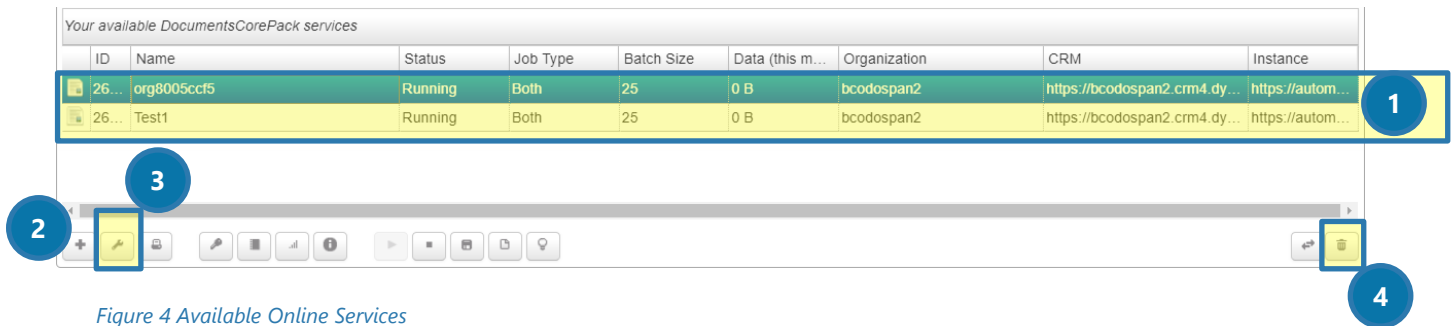 Your available DocumentsCorePack services
ID Name Status Job Type Batch Size Data (this m... Organization CRM Instance
26... org8005ccf5 Running Both 25 0 B bcodospan2 https://bcodospan2.crm4.dy... https://autom...
1
26... Test1 Running Both 25 0 B bcodospan2 https://bcodospan2.crm4.dy... https://autom...
3
2
4
Figure 4 Available Online Services